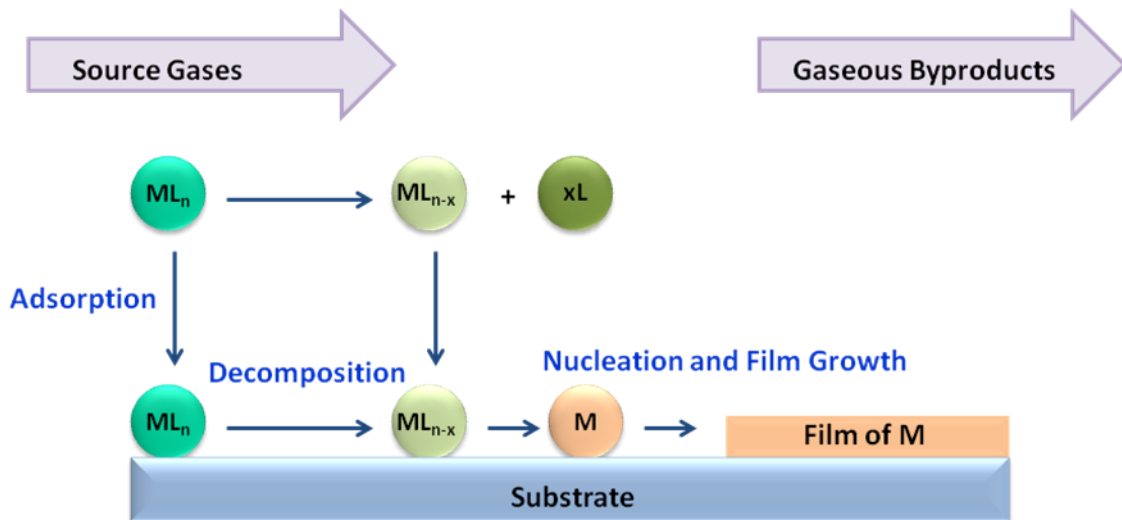 Source Gases
Gaseous Byproducts
MLₙ
MLₙ₋ₓ
+
xL
Adsorption
Decomposition
Nucleation and Film Growth
MLₙ
MLₙ₋ₓ
M
Film of M
Substrate